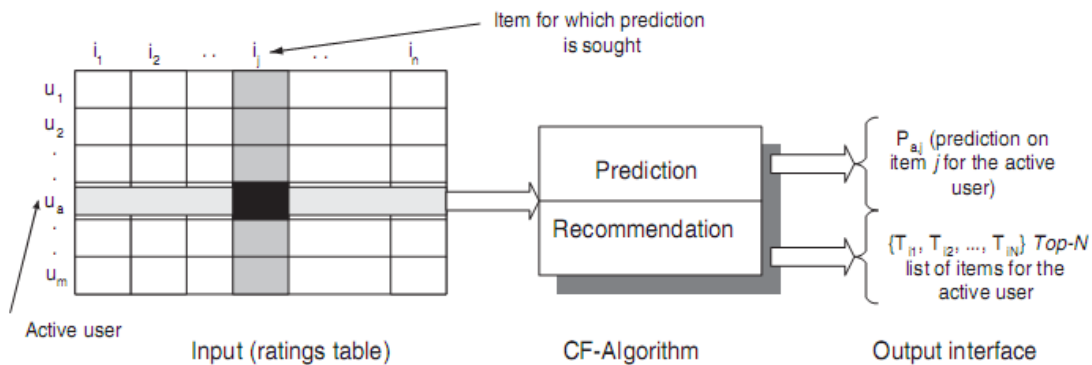 Item for which prediction
is sought
i1 i2 . . ij . . in
u1
u2
.
.
ua
.
.
um
Active user
Input (ratings table)
Prediction
Recommendation
CF-Algorithm
Pa,j (prediction on
item j for the active
user)
{Ti1, Ti2, ..., TiN} Top-N
list of items for the
active user
Output interface